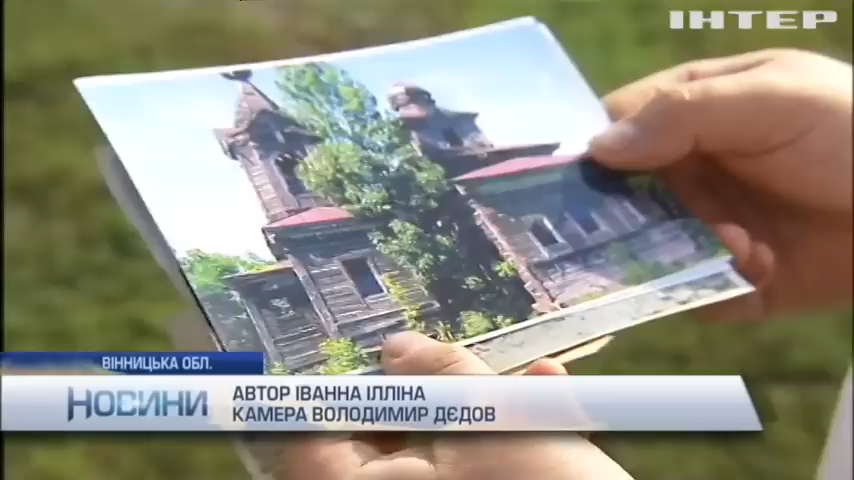 ІНТЕР
ВІННИЦЬКА ОБЛ.
НОВИНИ
АВТОР ІВАННА ІЛЛІНА
КАМЕРА ВОЛОДИМИР ДЄДОВ